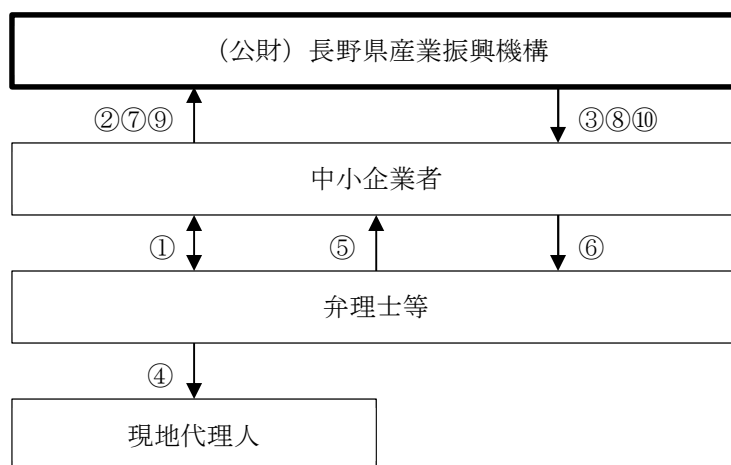 （公財）長野県産業振興機構
②⑦⑨
③⑧⑩
中小企業者
①
⑤
⑥
弁理士等
④
現地代理人